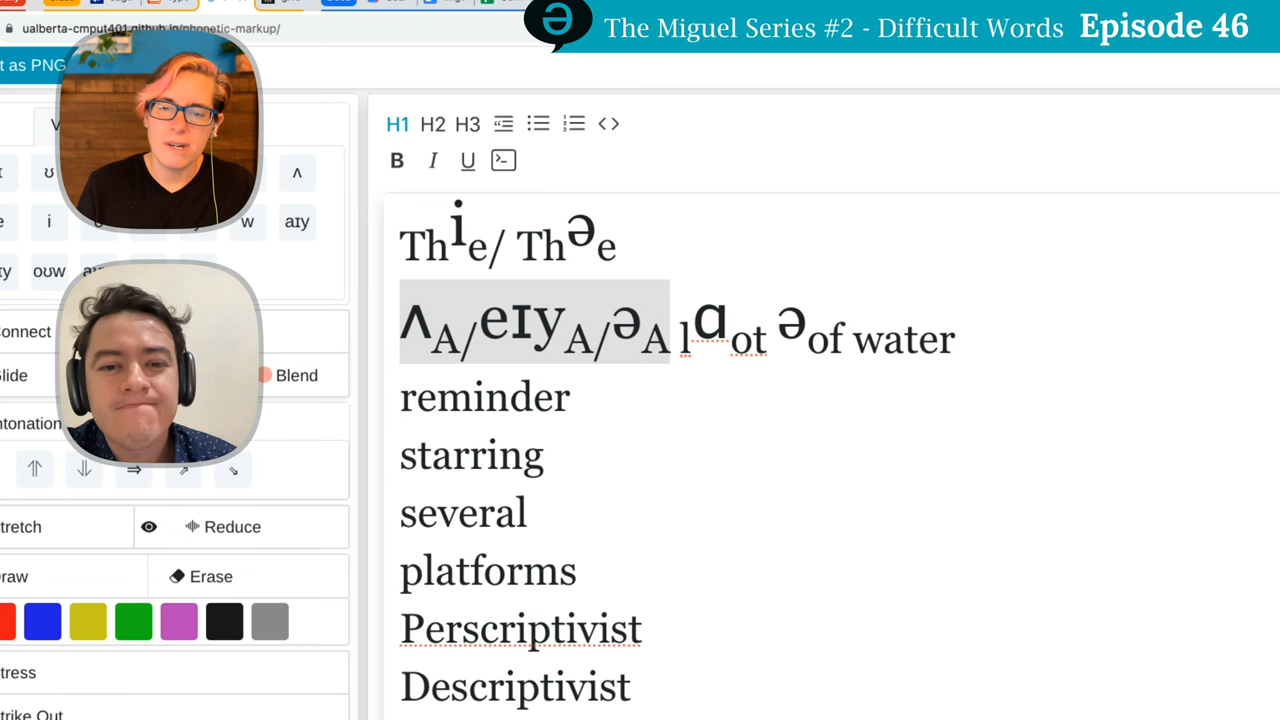 The Miguel Series #2 - Difficult Words Episode 46
ualberta-cmput401.github.io/phonetic-markup/
t as PNG
H1 H2 H3
B I U
ʊ ʌ
e i w aɪy
ɪy oʊw
onnect
lide Blend
ntonation
⇑ ⇓ ⇒ ⇗ ⇘
tretch Reduce
raw Erase
tress
trike Out
Thⁱe/ Thᵊe
ʌA/eɪyA/əA lɑot əof water
reminder
starring
several
platforms
Perscriptivist
Descriptivist